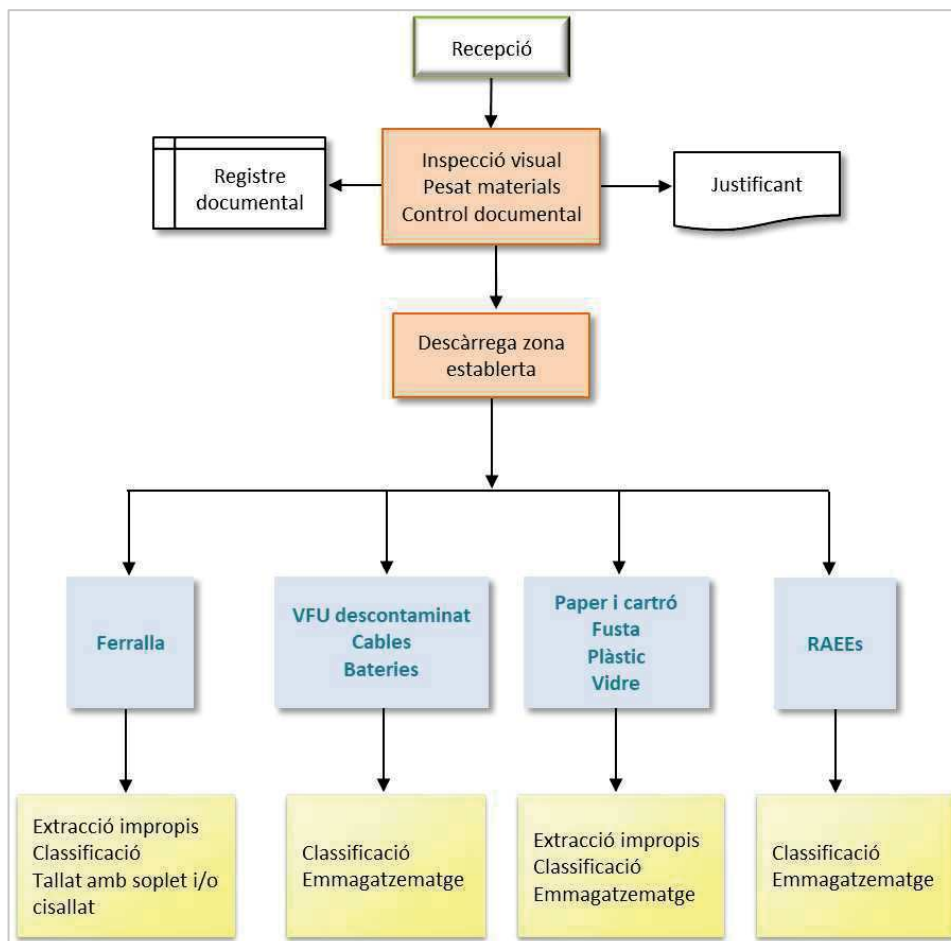 Recepció
Inspecció visual
Pesat materials
Control documental
Registre
documental
Justificant
Descàrrega zona
establerta
Ferralla
VFU descontaminat
Cables
Bateries
Paper i cartró
Fusta
Plàstic
Vidre
RAEEs
Extracció impropis
Classificació
Tallat amb soplet i/o
cisallat
Classificació
Emmagatzematge
Extracció impropis
Classificació
Emmagatzematge
Classificació
Emmagatzematge